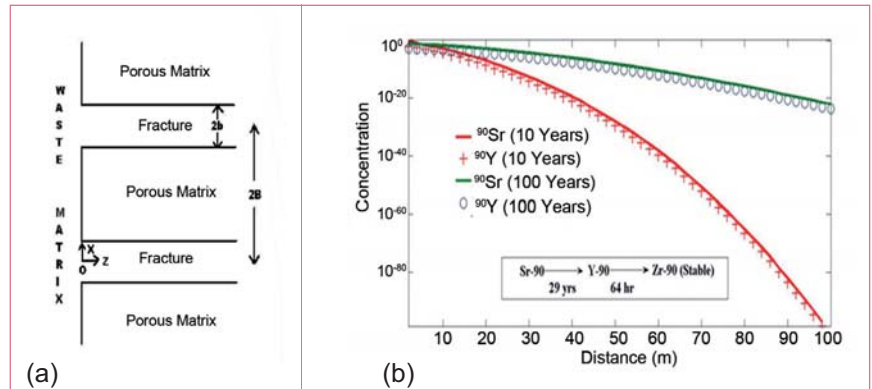 WASTE MATRIX
Porous Matrix
Fracture
2b
2B
Porous Matrix
X
Z
O
Fracture
Porous Matrix
(a)
Concentration
10^0
10^-20
10^-40
10^-60
10^-80
90Sr (10 Years)
90Y (10 Years)
90Sr (100 Years)
90Y (100 Years)
Sr-90 → Y-90 → Zr-90 (Stable)
29 yrs 64 hr
10 20 30 40 50 60 70 80 90 100
Distance (m)
(b)